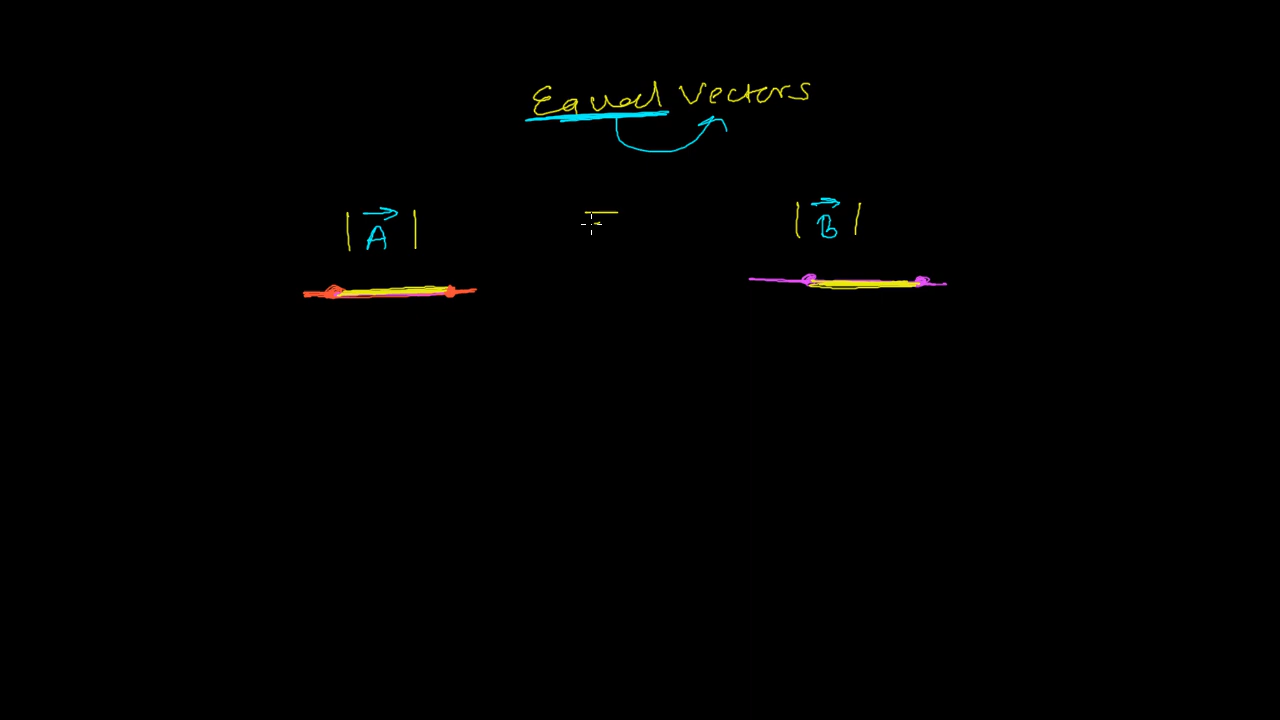 Equal Vectors
|A⃗| = |B⃗|